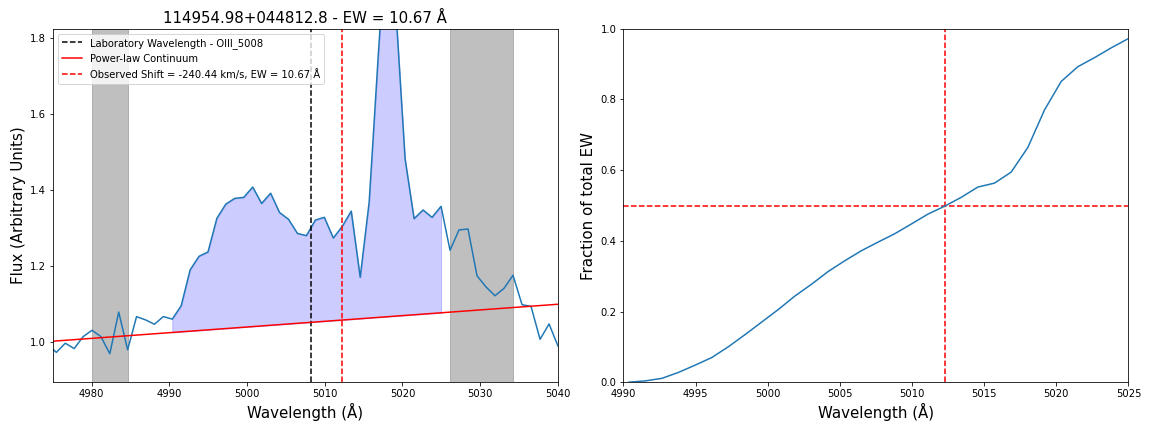 114954.98+044812.8 - EW = 10.67 Å
Laboratory Wavelength - OIII_5008
Power-law Continuum
Observed Shift = -240.44 km/s, EW = 10.67 Å
Flux (Arbitrary Units)
1.8
1.6
1.4
1.2
1.0
4980 4990 5000 5010 5020 5030 5040
Wavelength (Å)
Fraction of total EW
1.0
0.8
0.6
0.4
0.2
0.0
4990 4995 5000 5005 5010 5015 5020 5025
Wavelength (Å)